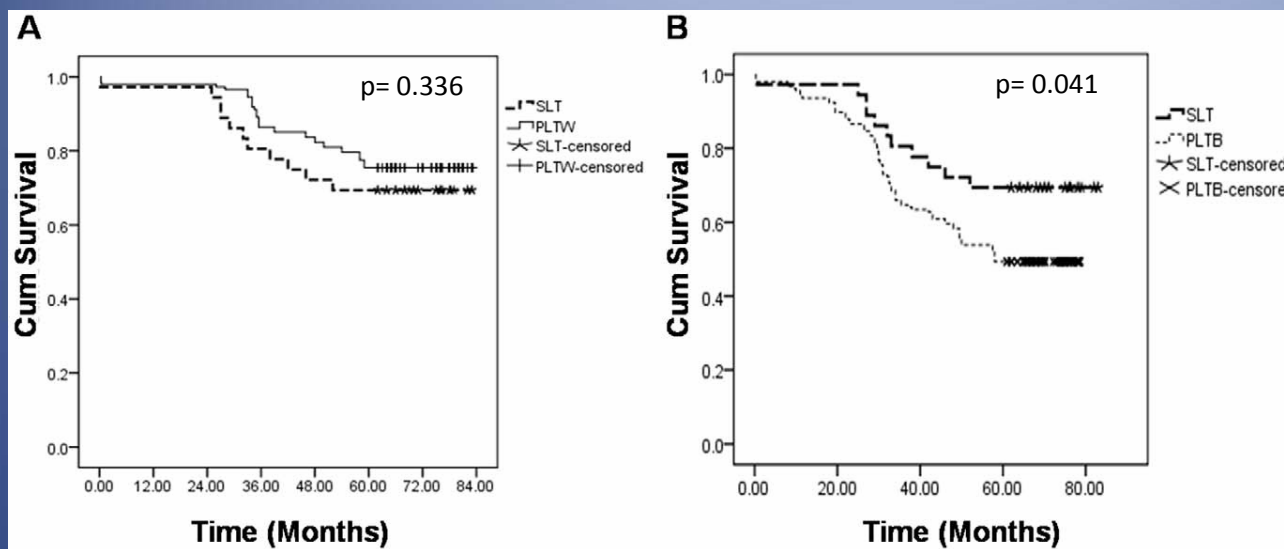 A
p= 0.336
SLT
PLTW
SLT-censored
PLTW-censored
Cum Survival
1.0
0.8
0.6
0.4
0.2
0.0
0.00 12.00 24.00 36.00 48.00 60.00 72.00 84.00
Time (Months)
B
p= 0.041
SLT
PLTB
SLT-censored
PLTB-censored
Cum Survival
1.0
0.8
0.6
0.4
0.2
0.0
0.00 20.00 40.00 60.00 80.00
Time (Months)